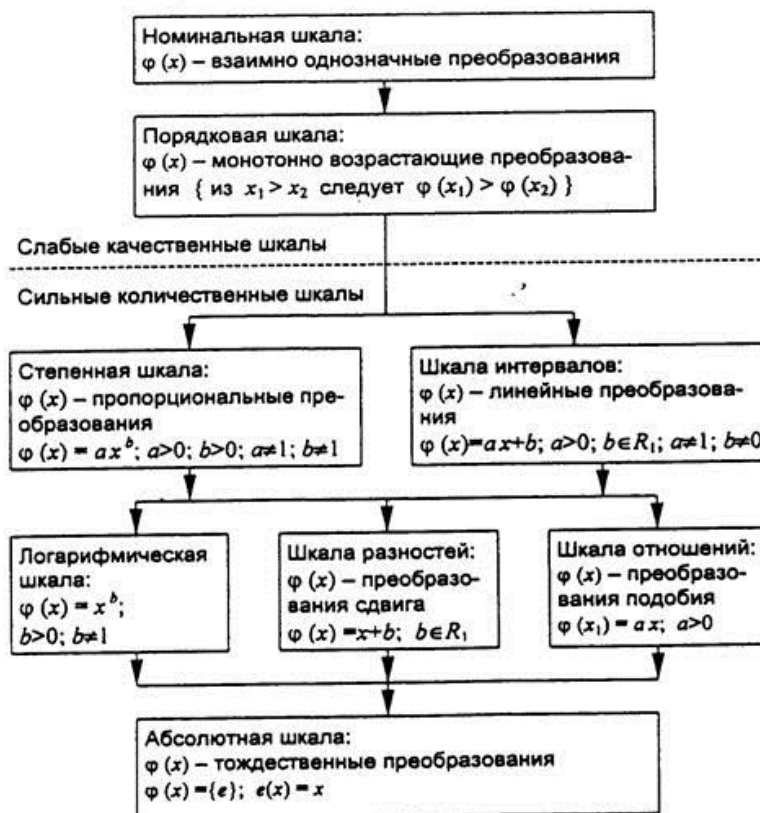 Номинальная шкала:
φ (x) – взаимно однозначные преобразования
Порядковая шкала:
φ (x) – монотонно возрастающие преобразова-
ния { из x₁ > x₂ следует φ (x₁) > φ (x₂) }
Слабые качественные шкалы
Сильные количественные шкалы
Степенная шкала:
φ (x) – пропорциональные пре-
образования
φ (x) = ax ᵇ; a>0; b>0; a≠1; b≠1
Шкала интервалов:
φ (x) – линейные преобразова-
ния
φ (x)=ax+b; a>0; b∈R₁; a≠1; b≠0
Логарифмическая
шкала:
φ (x) = x ᵇ;
b>0; b≠1
Шкала разностей:
φ (x) – преобразо-
вания сдвига
φ (x) =x+b; b∈R₁
Шкала отношений:
φ (x) – преобразо-
вания подобия
φ (x₁) = ax; a>0
Абсолютная шкала:
φ (x) – тождественные преобразования
φ (x) ={e}; e(x) = x